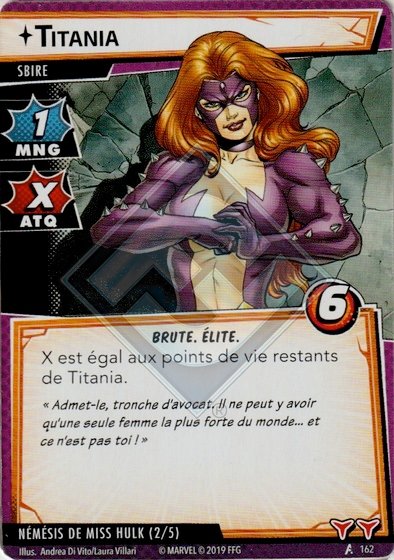 TITANIA
SBIRE
1
MNG
X
ATQ
6
BRUTE. ÉLITE.
X est égal aux points de vie restants
de Titania.
« Admet-le, tronche d'avocat. Il ne peut y avoir
qu'une seule femme la plus forte du monde... et
ce n'est pas toi ! »
®
NÉMÉSIS DE MISS HULK (2/5)
Illus. Andrea Di Vito/Laura Villari
© MARVEL © 2019 FFG
162